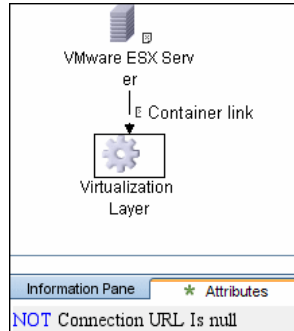 VMware ESX Serv
er
E Container link
Virtualization
Layer
Information Pane
* Attributes
NOT Connection URL Is null